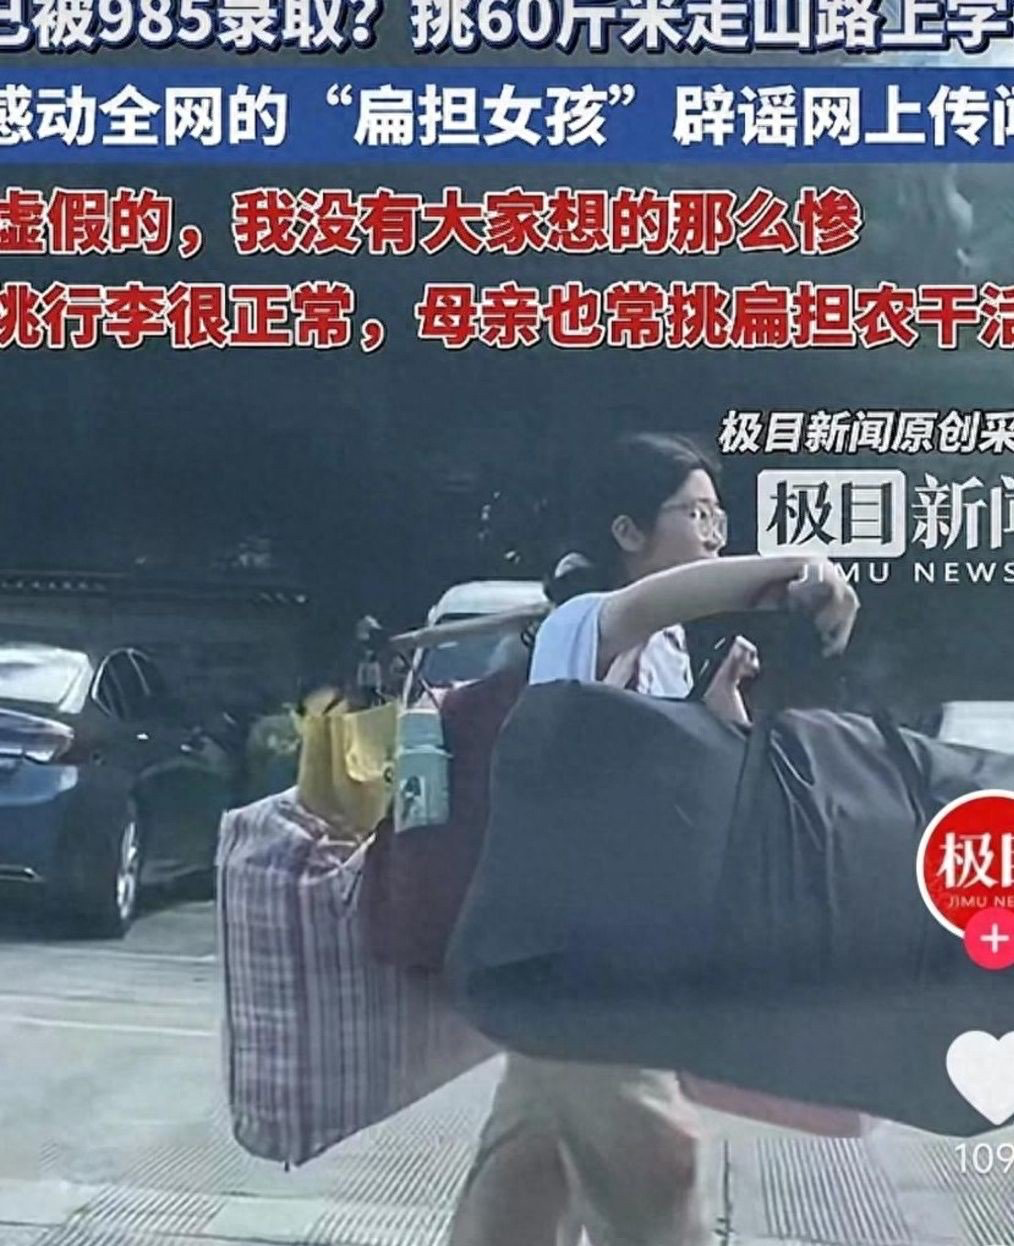 已被985录取？挑60斤米走山路上学
感动全网的“扁担女孩”辟谣网上传闻
虚假的，我没有大家想的那么惨
挑行李很正常，母亲也常挑扁担农干活
极目新闻原创采
极目新闻
JIMU NEWS
极目
JIMU NE
109